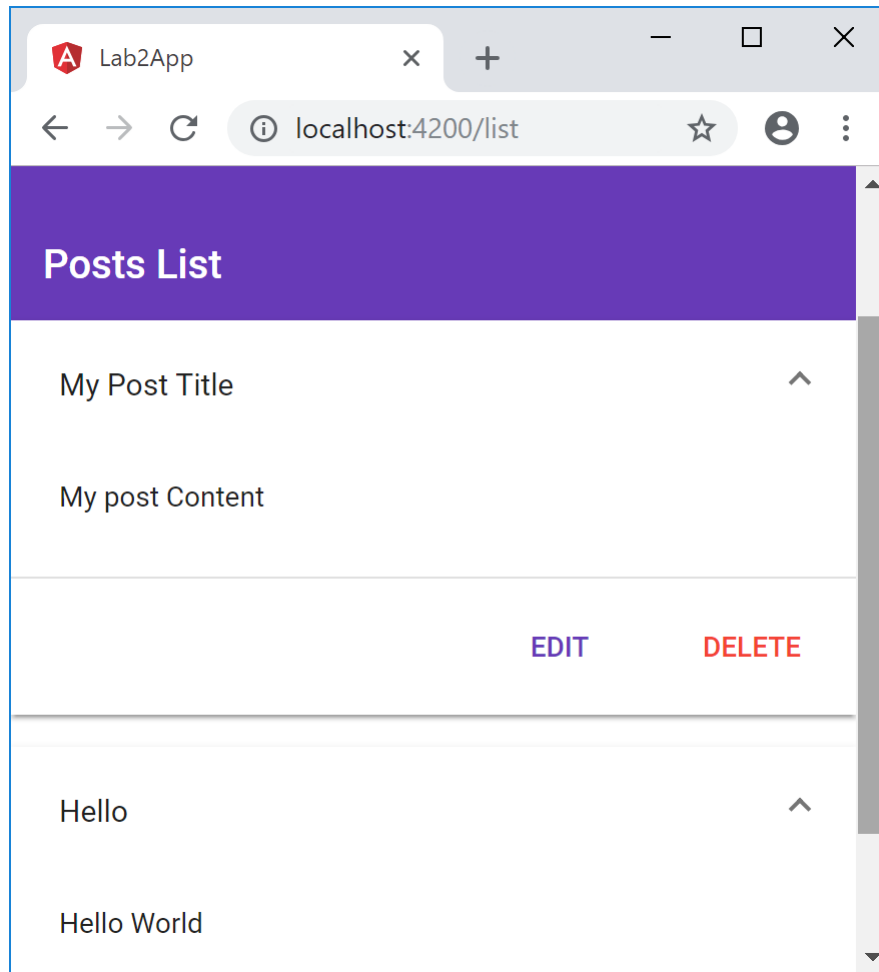 Lab2App
localhost:4200/list
Posts List
My Post Title
My post Content
EDIT DELETE
Hello
Hello World